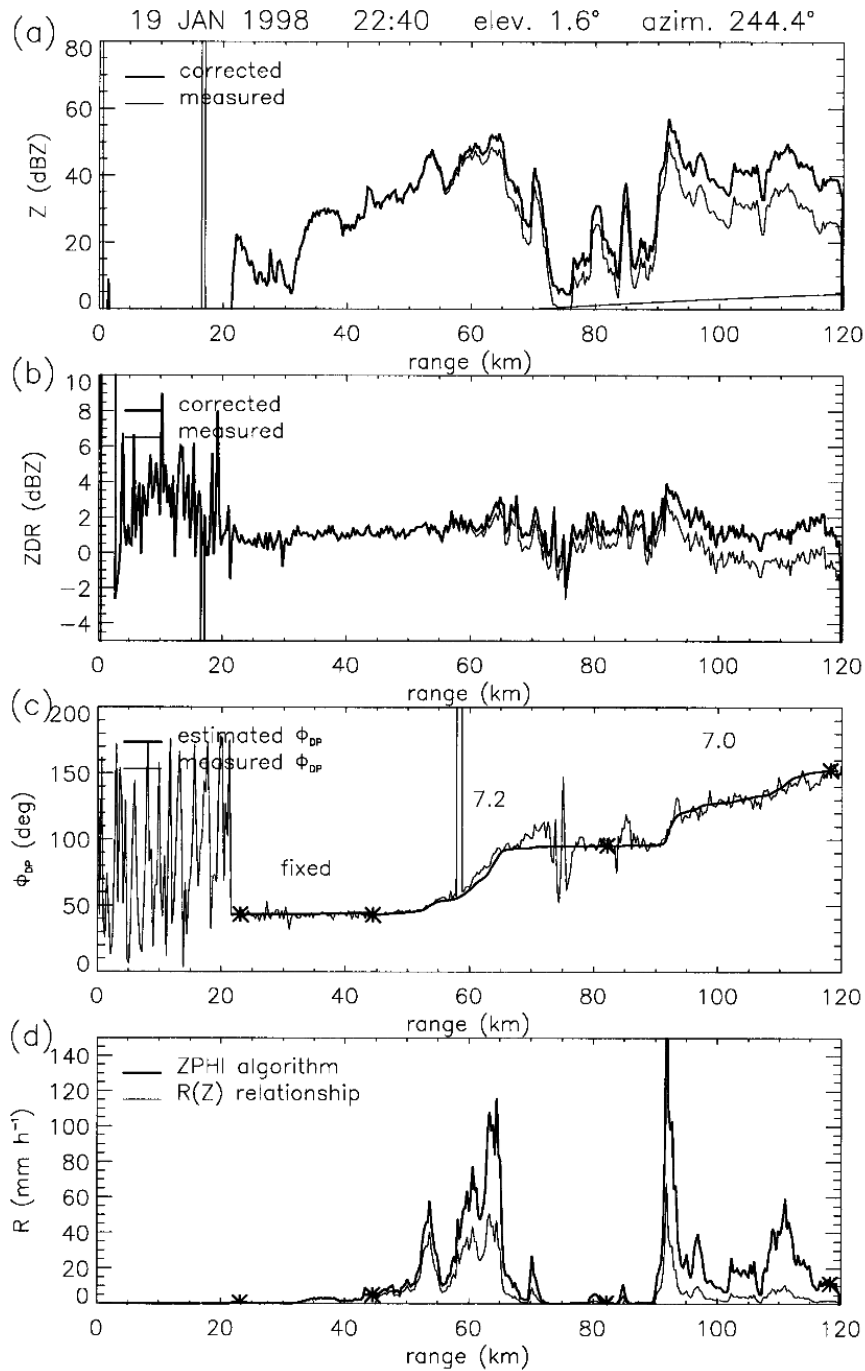 19 JAN 1998 22:40 elev. 1.6° azim. 244.4°
(a)
corrected
measured
Z (dBZ)
80
60
40
20
0
0 20 40 60 80 100 120
range (km)
(b)
corrected
measured
ZDR (dBZ)
10
8
6
4
2
0
-2
-4
0 20 40 60 80 100 120
range (km)
(c)
estimated ΦDP
measured ΦDP
ΦDP (deg)
200
150
100
50
0
fixed
7.2
7.0
0 20 40 60 80 100 120
range (km)
(d)
ZPHI algorithm
R(Z) relationship
R (mm h⁻¹)
140
120
100
80
60
40
20
0
0 20 40 60 80 100 120
range (km)